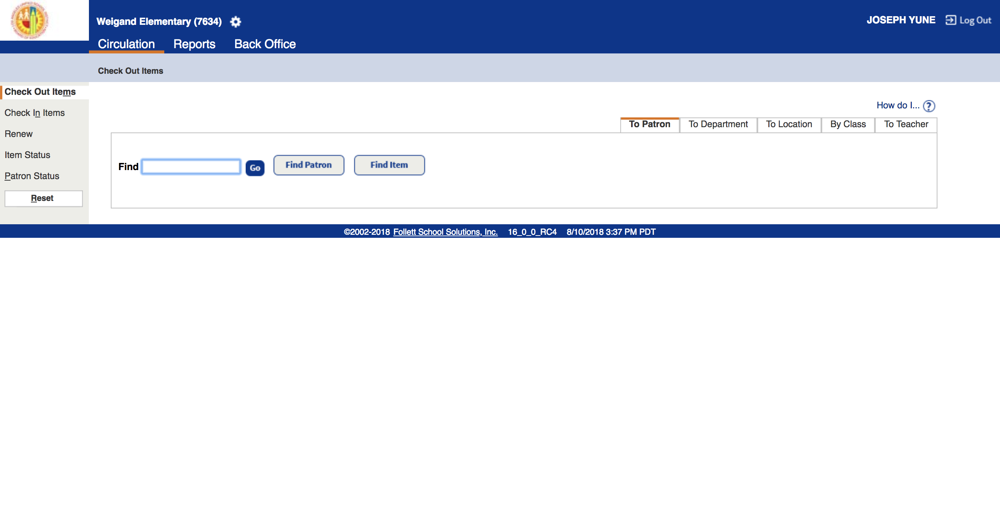 Weigand Elementary (7634)
JOSEPH YUNE Log Out
Circulation Reports Back Office
Check Out Items
Check Out Items
Check In Items
Renew
Item Status
Patron Status
Reset
How do I... ?
To Patron To Department To Location By Class To Teacher
Find Go Find Patron Find Item
©2002-2018 Follett School Solutions, Inc. 16_0_0_RC4 8/10/2018 3:37 PM PDT